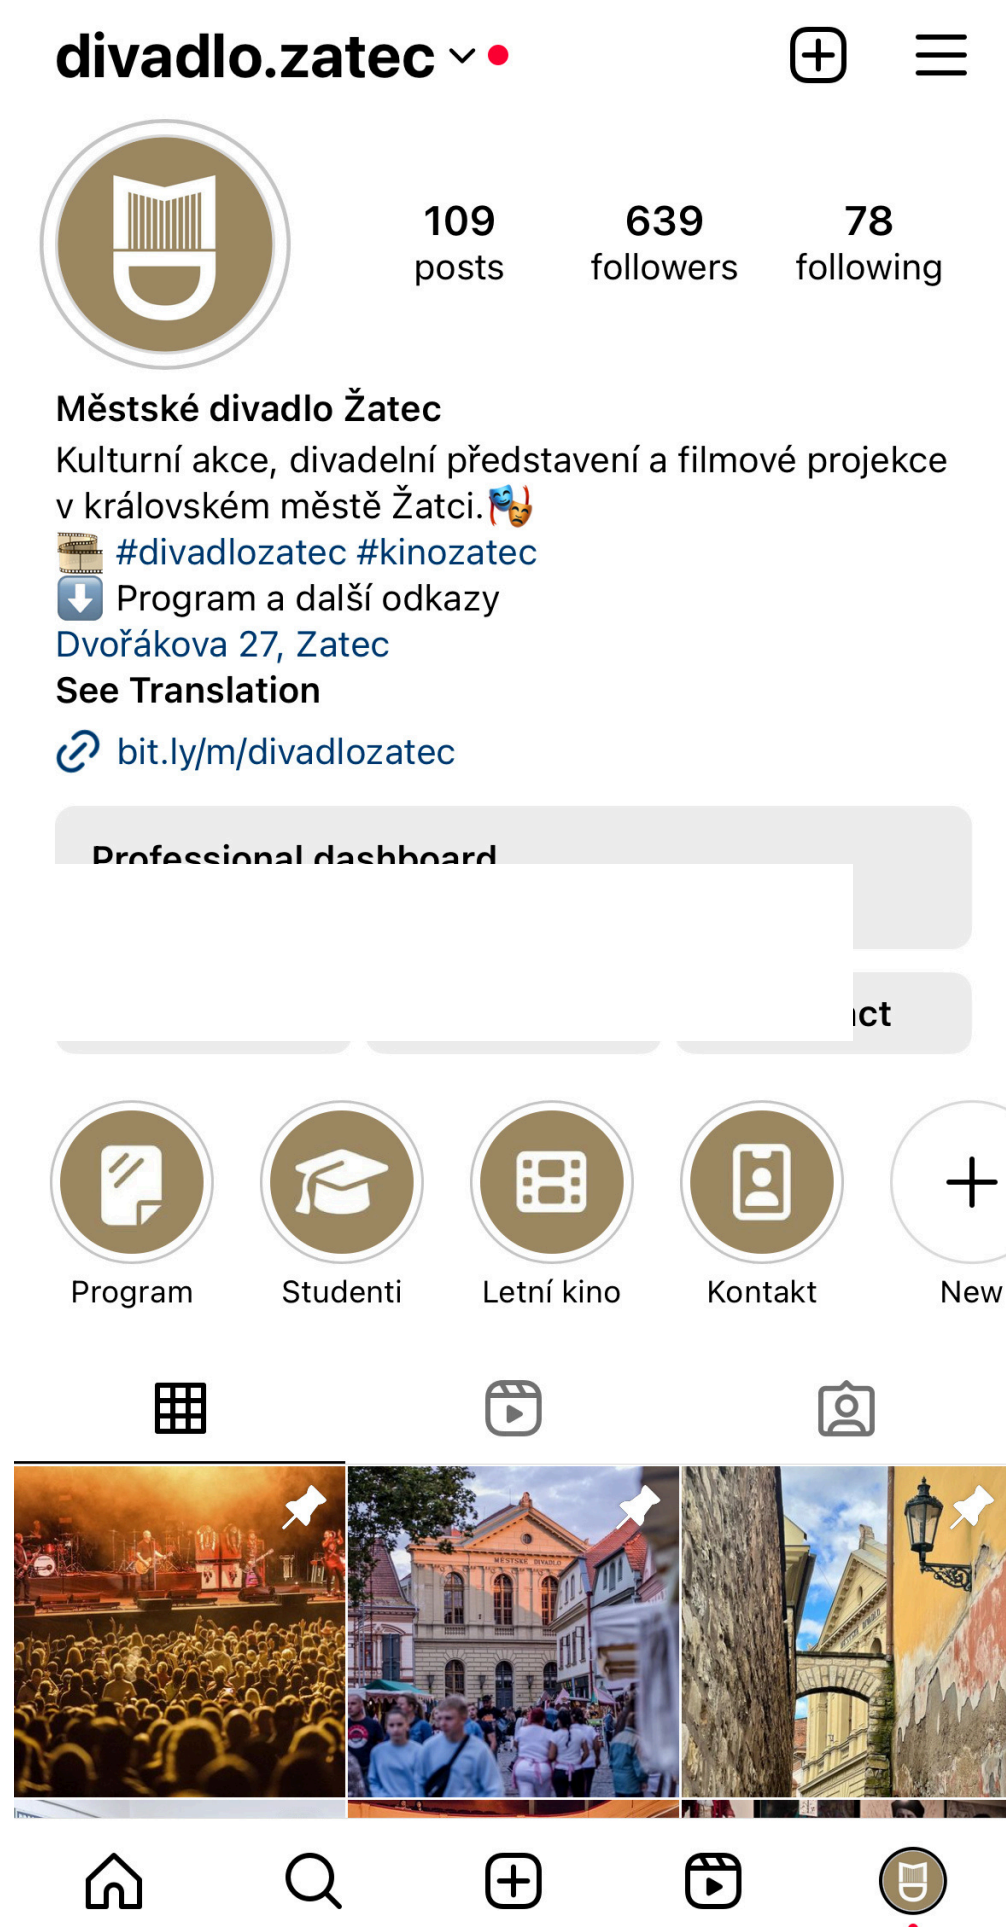 divadlo.zatec
109 639 78
posts followers following
Městské divadlo Žatec
Kulturní akce, divadelní představení a filmové projekce
v královském městě Žatci.🎭
🎞️ #divadlozatec #kinozatec
⬇️ Program a další odkazy
Dvořákova 27, Zatec
See Translation
bit.ly/m/divadlozatec
Professional dashboard
Program Studenti Letní kino Kontakt New
MĚSTSKÉ DIVADLO